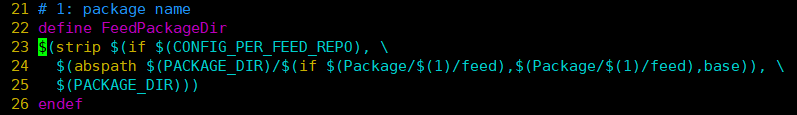 21 # 1: package name
22 define FeedPackageDir
23 $(strip $(if $(CONFIG_PER_FEED_REPO), \
24   $(abspath $(PACKAGE_DIR)/$(if $(Package/$(1)/feed),$(Package/$(1)/feed),base)), \
25   $(PACKAGE_DIR)))
26 endef